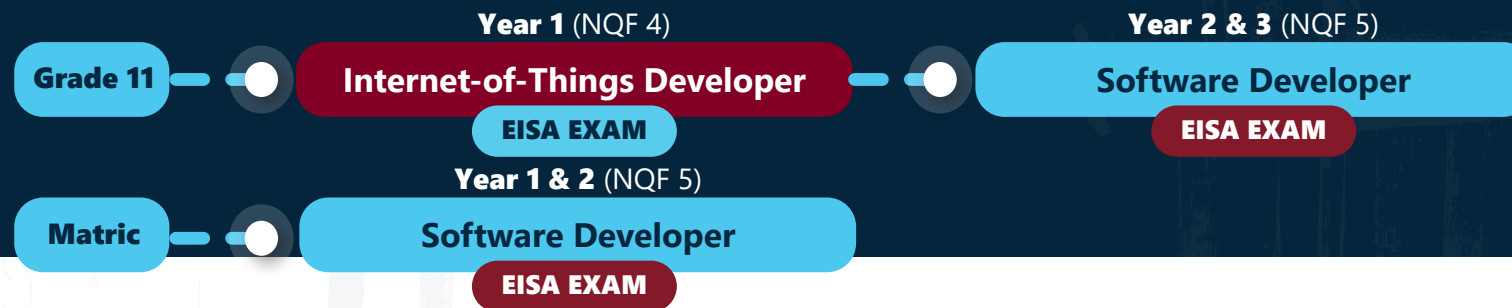 Year 1 (NQF 4)
Year 2 & 3 (NQF 5)
Grade 11
Internet-of-Things Developer
Software Developer
EISA EXAM
EISA EXAM
Year 1 & 2 (NQF 5)
Matric
Software Developer
EISA EXAM